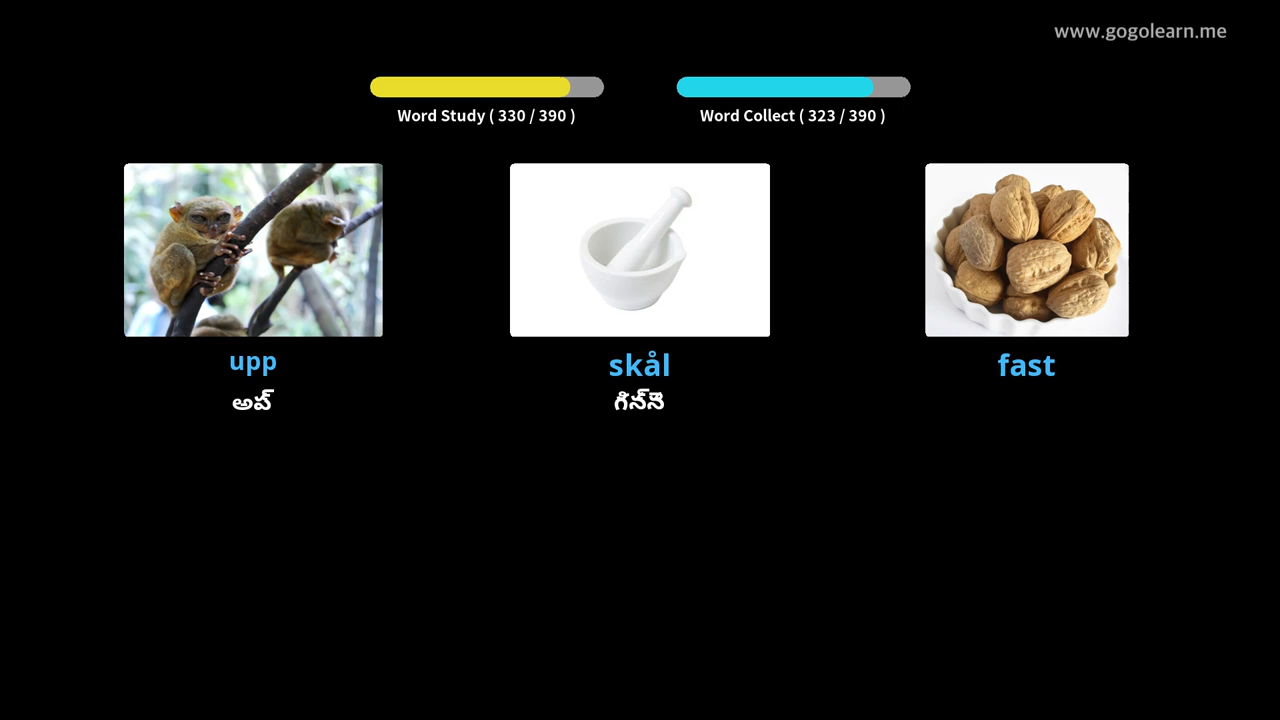 www.gogolearn.me
Word Study ( 330 / 390 )
Word Collect ( 323 / 390 )
upp
skål
fast
అప్
గిన్నె